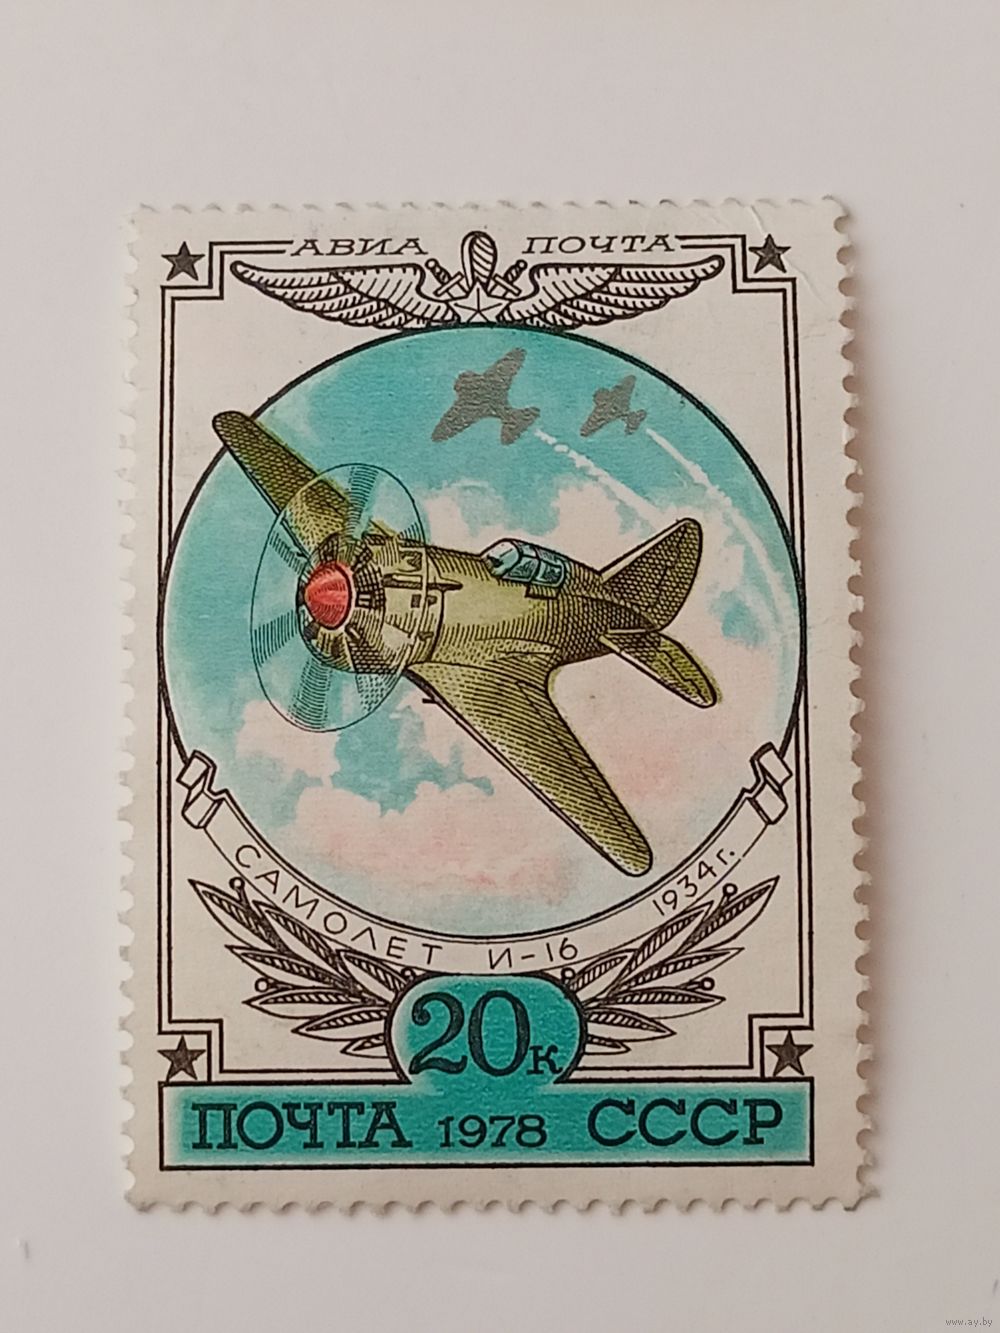 АВИА ПОЧТА
САМОЛЕТ И-16 1934 г.
20к
ПОЧТА 1978 СССР
www.ay.by